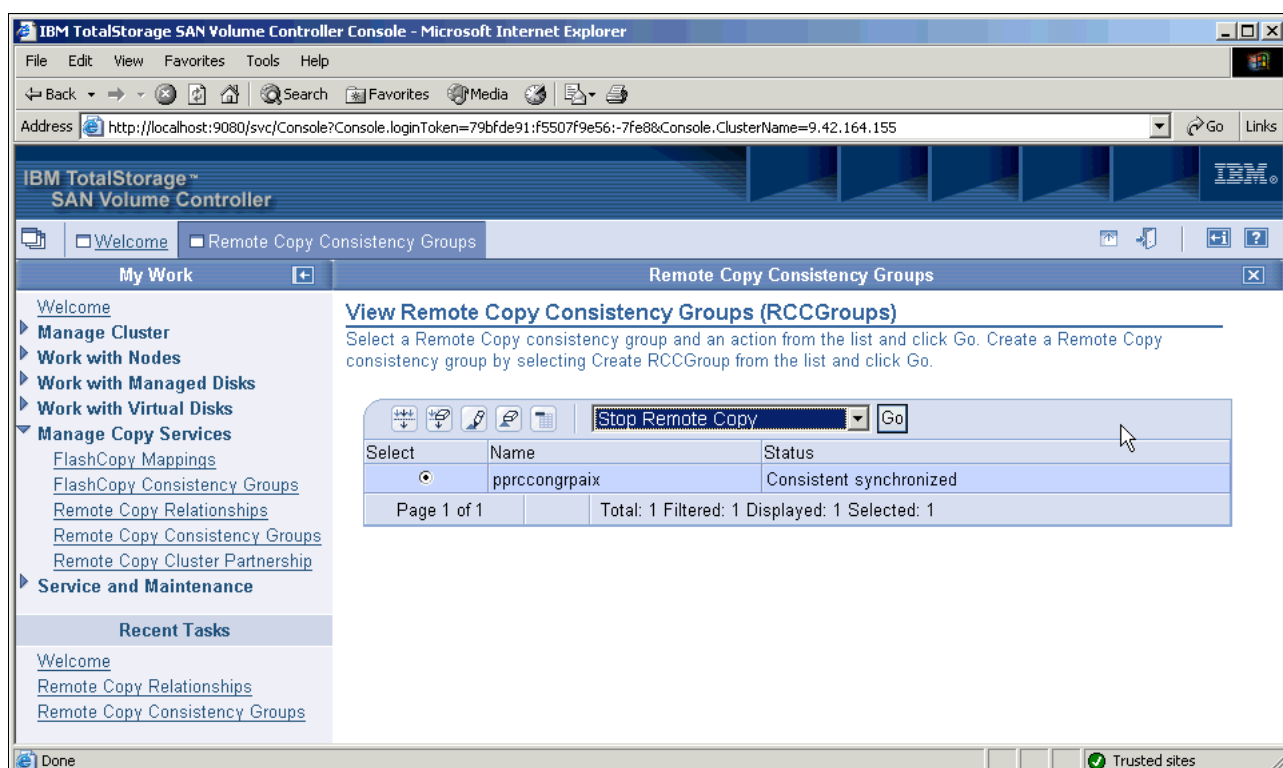 IBM TotalStorage SAN Volume Controller Console - Microsoft Internet Explorer
File Edit View Favorites Tools Help
Back Search Favorites Media
Address http://localhost:9080/svc/Console?Console.loginToken=79bfde91:f5507f9e56:-7fe8&Console.ClusterName=9.42.164.155 Go Links
IBM TotalStorage™
SAN Volume Controller
IBM®
Welcome Remote Copy Consistency Groups
My Work
Remote Copy Consistency Groups
Welcome
Manage Cluster
Work with Nodes
Work with Managed Disks
Work with Virtual Disks
Manage Copy Services
FlashCopy Mappings
FlashCopy Consistency Groups
Remote Copy Relationships
Remote Copy Consistency Groups
Remote Copy Cluster Partnership
Service and Maintenance
Recent Tasks
Welcome
Remote Copy Relationships
Remote Copy Consistency Groups
View Remote Copy Consistency Groups (RCCGroups)
Select a Remote Copy consistency group and an action from the list and click Go. Create a Remote Copy
consistency group by selecting Create RCCGroup from the list and click Go.
Stop Remote Copy Go
Select Name Status
pprccongrpaix Consistent synchronized
Page 1 of 1 Total: 1 Filtered: 1 Displayed: 1 Selected: 1
Done Trusted sites